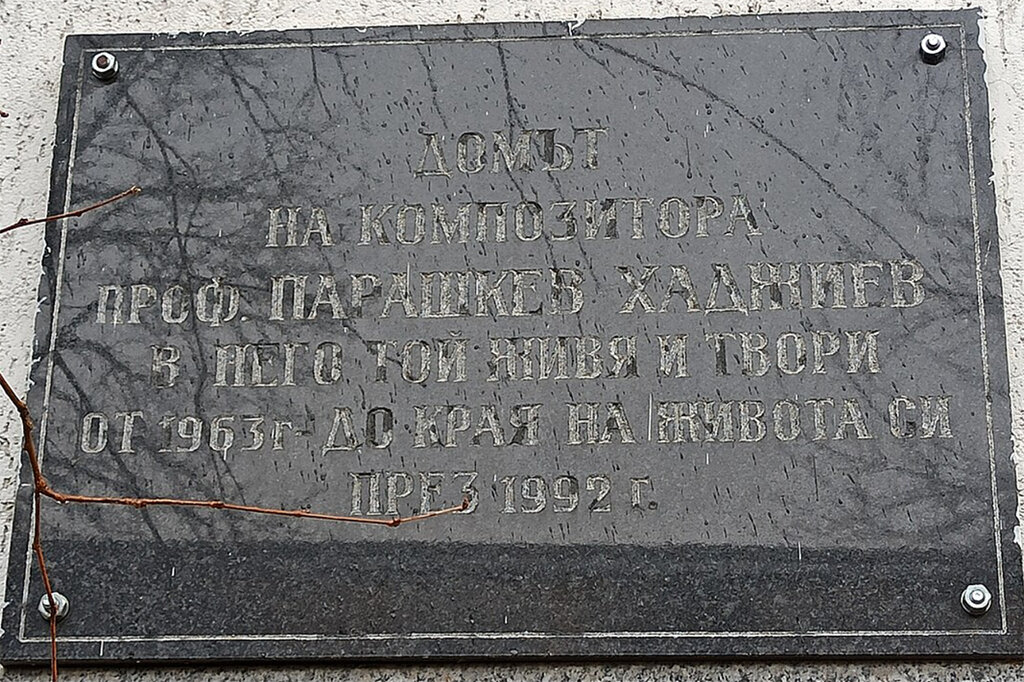 ДОМЪТ
НА КОМПОЗИТОРА
ПРОФ. ПАРАШКЕВ ХАДЖИЕВ
В НЕГО ТОЙ ЖИВЯ И ТВОРИ
ОТ 1963г- ДО КРАЯ НА ЖИВОТА СИ
ПРЕЗ 1992 г.